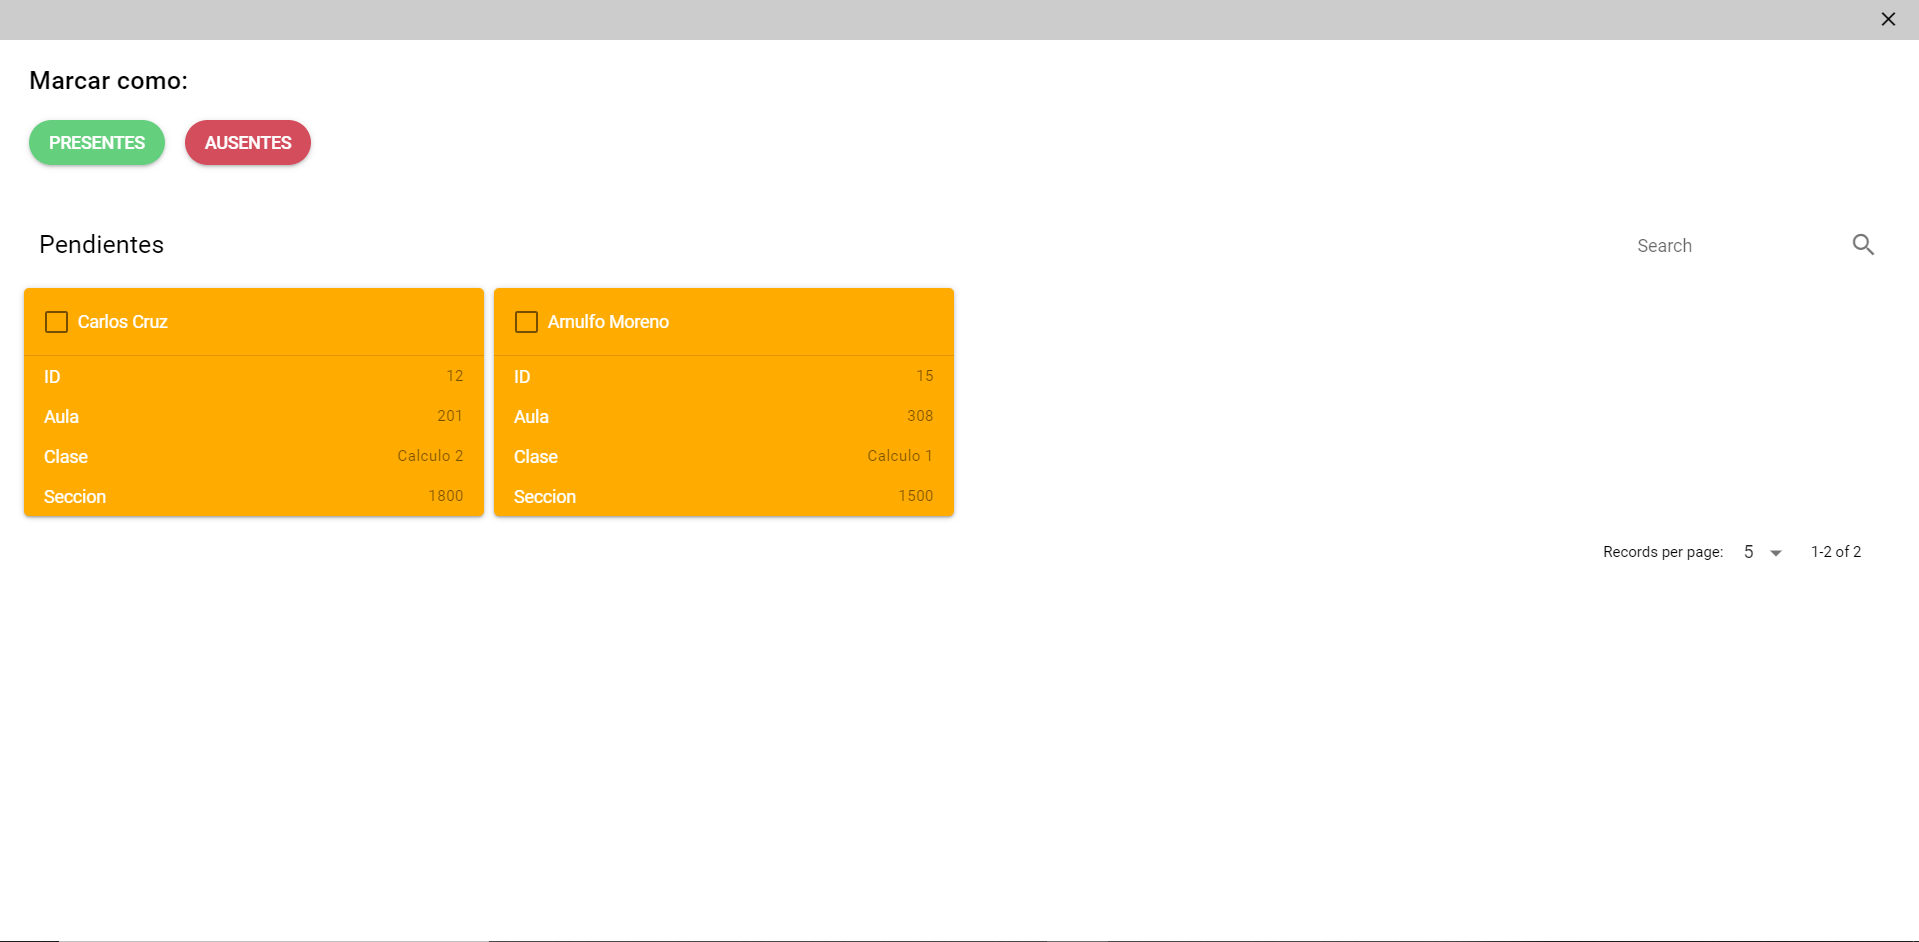 Marcar como:
PRESENTES AUSENTES
Pendientes
Search
Carlos Cruz
ID 12
Aula 201
Clase Calculo 2
Seccion 1800
Arnulfo Moreno
ID 15
Aula 308
Clase Calculo 1
Seccion 1500
Records per page: 5 1-2 of 2